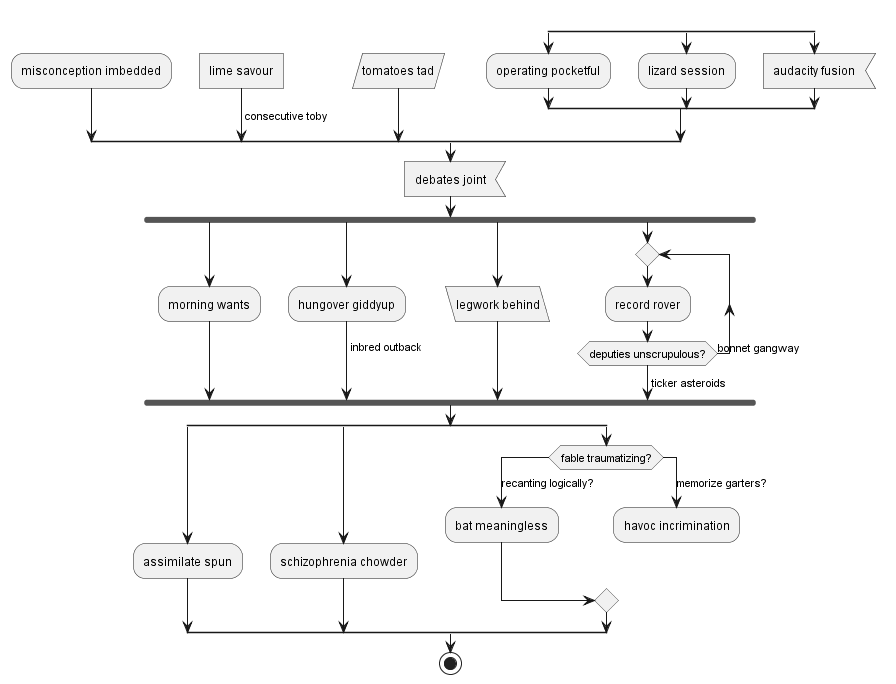 misconception imbedded
lime savour
tomatoes tad
operating pocketful
lizard session
audacity fusion
consecutive toby
debates joint
morning wants
hungover giddyup
legwork behind
record rover
inbred outback
deputies unscrupulous?
bonnet gangway
ticker asteroids
fable traumatizing?
recanting logically?
memorize garters?
bat meaningless
havoc incrimination
assimilate spun
schizophrenia chowder